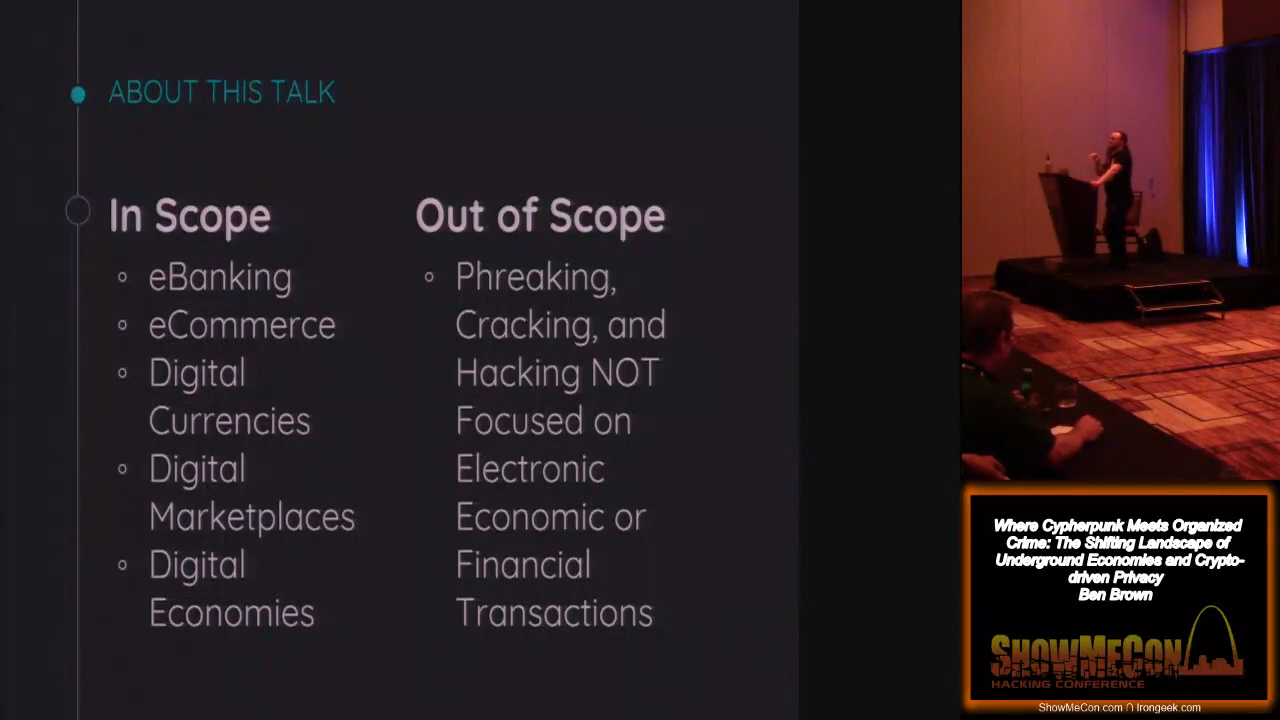 ABOUT THIS TALK
In Scope
◦ eBanking
◦ eCommerce
◦ Digital
Currencies
◦ Digital
Marketplaces
◦ Digital
Economies
Out of Scope
◦ Phreaking,
Cracking, and
Hacking NOT
Focused on
Electronic
Economic or
Financial
Transactions
Where Cypherpunk Meets Organized
Crime: The Shifting Landscape of
Underground Economies and Crypto-
driven Privacy
Ben Brown
SHOWMECON
HACKING CONFERENCE
ShowMeCon.com ∩ Irongeek.com